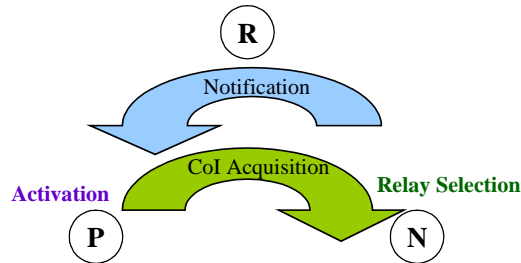 R
Notification
CoI Acquisition
Activation
Relay Selection
P
N